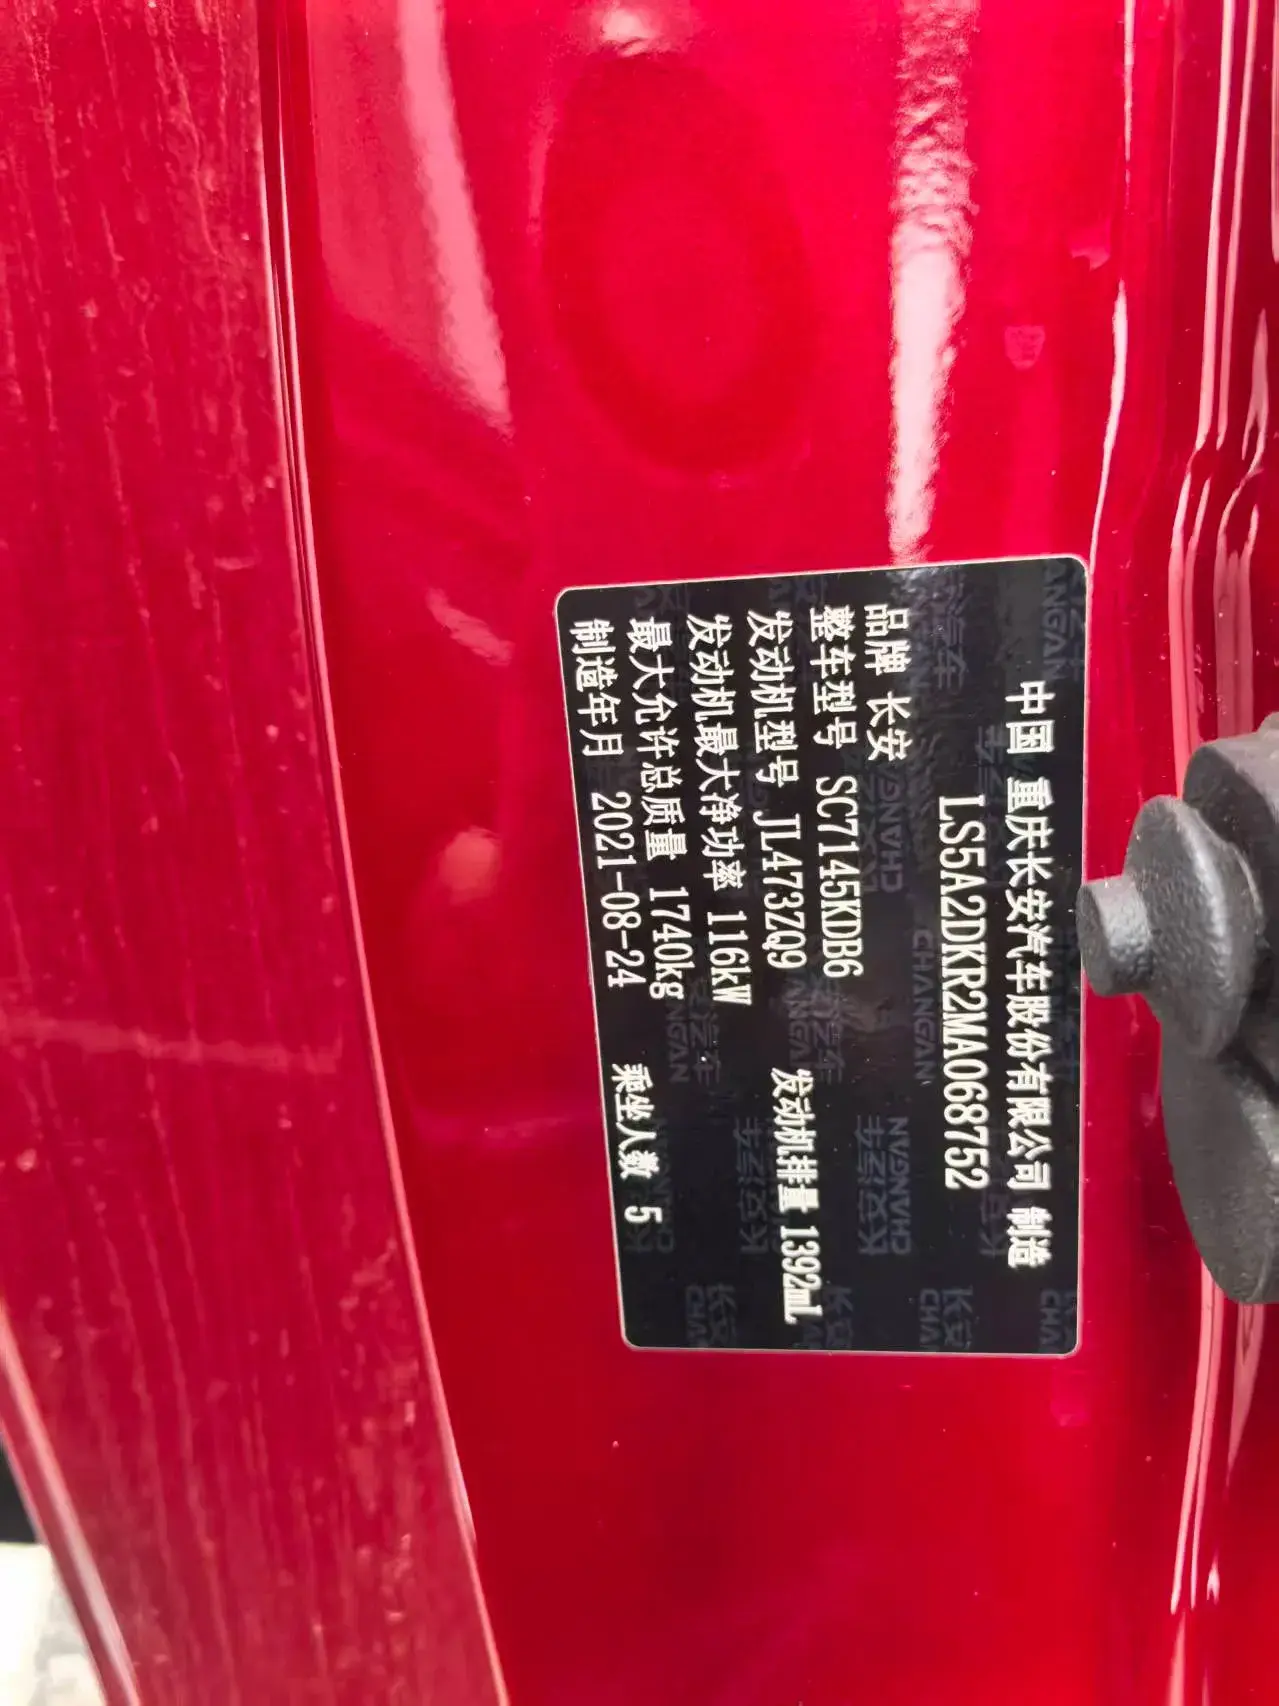 中国 重庆长安汽车股份有限公司 制造
LS5A2DKR2MA068752
品牌 长安
整车型号 SC7145KDB6
发动机型号 JL473ZQ9 发动机排量 1392mL
发动机最大净功率 116kW
最大允许总质量 1740kg
制造年月 2021-08-24 乘坐人数 5